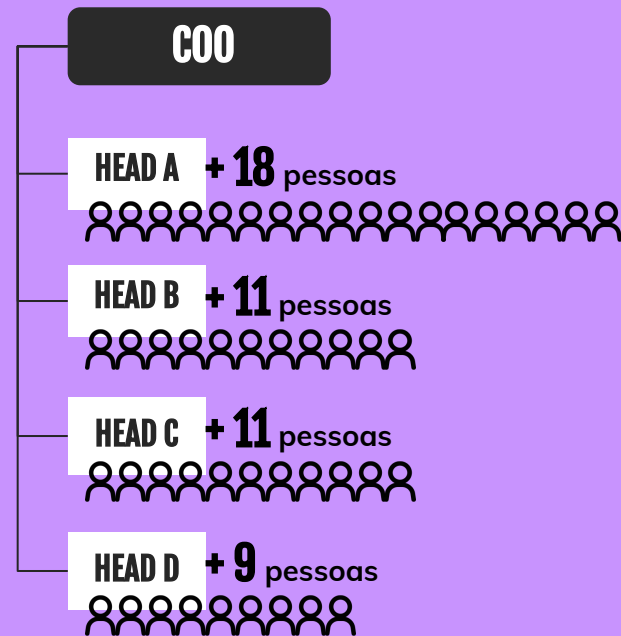 COO
HEAD A + 18 pessoas
HEAD B + 11 pessoas
HEAD C + 11 pessoas
HEAD D + 9 pessoas